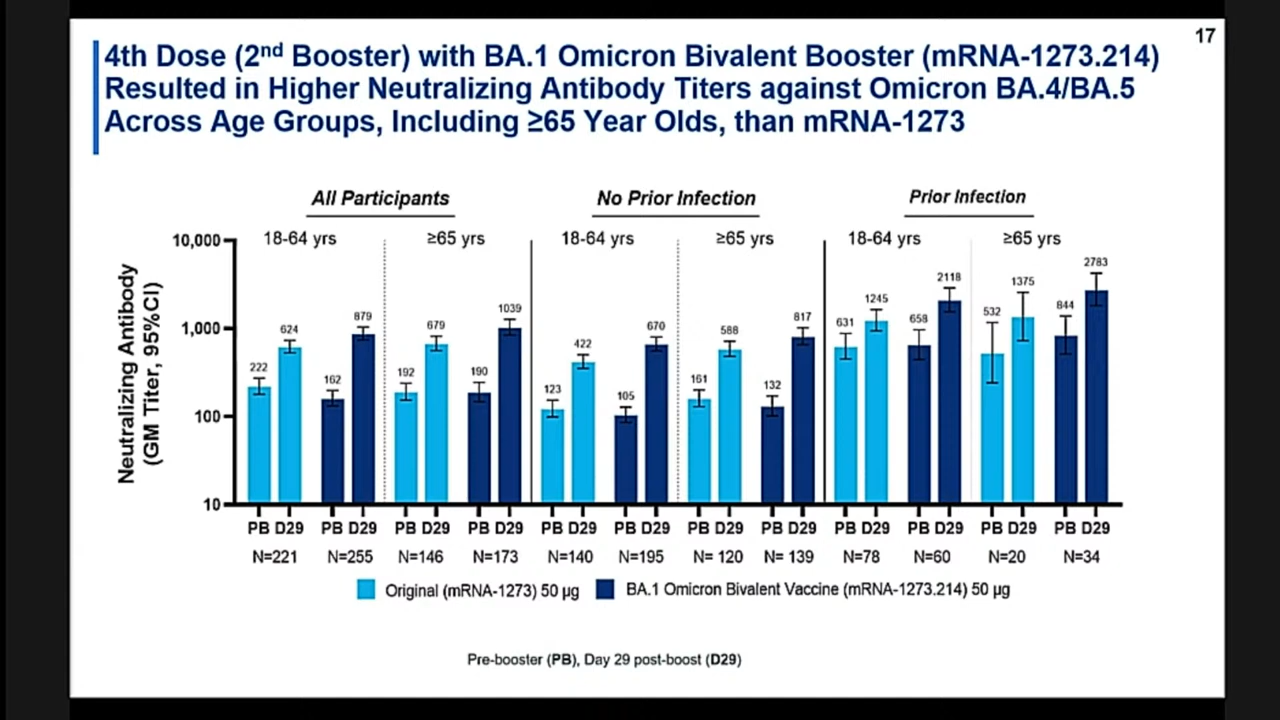 17
4th Dose (2nd Booster) with BA.1 Omicron Bivalent Booster (mRNA-1273.214)
Resulted in Higher Neutralizing Antibody Titers against Omicron BA.4/BA.5
Across Age Groups, Including ≥65 Year Olds, than mRNA-1273
All Participants No Prior Infection Prior Infection
18-64 yrs ≥65 yrs 18-64 yrs ≥65 yrs 18-64 yrs ≥65 yrs
Neutralizing Antibody
(GM Titer, 95%CI)
10,000
1,000
100
10
222 624 162 879 192 679 190 1039 123 422 105 670 161 588 132 817 631 1245 658 2118 532 1375 844 2783
PB D29 PB D29 PB D29 PB D29 PB D29 PB D29 PB D29 PB D29 PB D29 PB D29 PB D29 PB D29
N=221 N=255 N=146 N=173 N=140 N=195 N= 120 N= 139 N=78 N=60 N=20 N=34
Original (mRNA-1273) 50 µg BA.1 Omicron Bivalent Vaccine (mRNA-1273.214) 50 µg
Pre-booster (PB), Day 29 post-boost (D29)